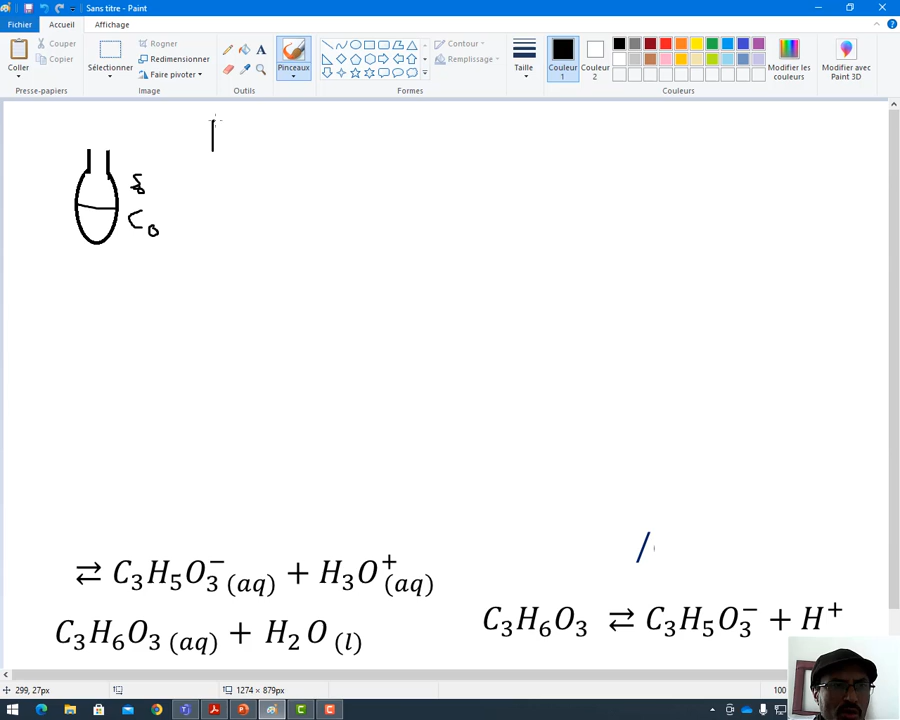 Sans titre - Paint
Fichier Accueil Affichage
Coller
Couper
Copier
Sélectionner
Rogner
Redimensionner
Faire pivoter
A
Pinceaux
Contour
Remplissage
Taille
Couleur 1
Couleur 2
Modifier les couleurs
Modifier avec Paint 3D
Presse-papiers Image Outils Formes Couleurs
C₀
⇄ C₃H₅O₃⁻ (aq) + H₃O⁺ (aq)
C₃H₆O₃ (aq) + H₂O (l)
C₃H₆O₃ ⇄ C₃H₅O₃⁻ + H⁺
299, 27px
1274 × 879px
100